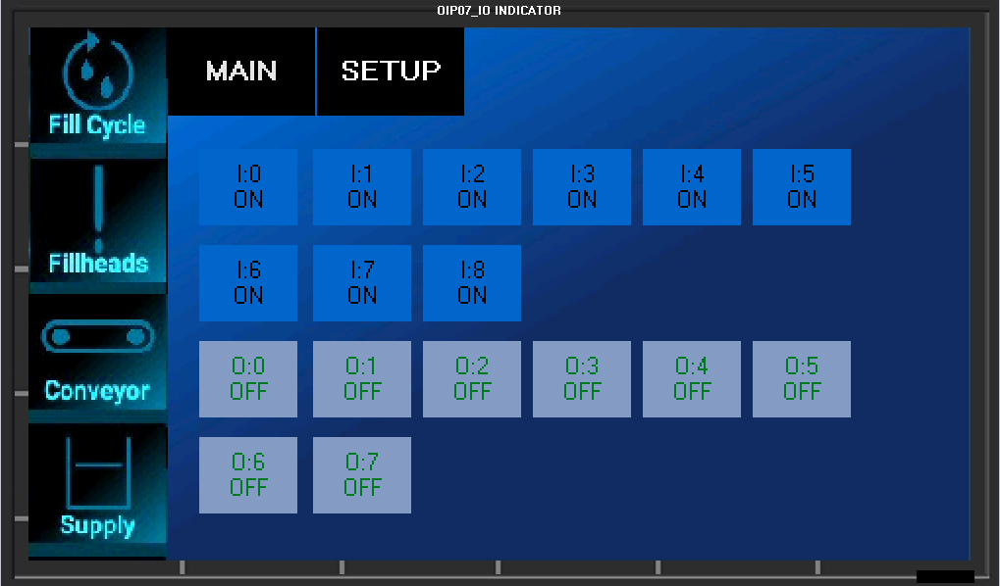 OIP07_IO INDICATOR
MAIN
SETUP
Fill Cycle
Fillheads
Conveyor
Supply
I:0
ON
I:1
ON
I:2
ON
I:3
ON
I:4
ON
I:5
ON
I:6
ON
I:7
ON
I:8
ON
O:0
OFF
O:1
OFF
O:2
OFF
O:3
OFF
O:4
OFF
O:5
OFF
O:6
OFF
O:7
OFF